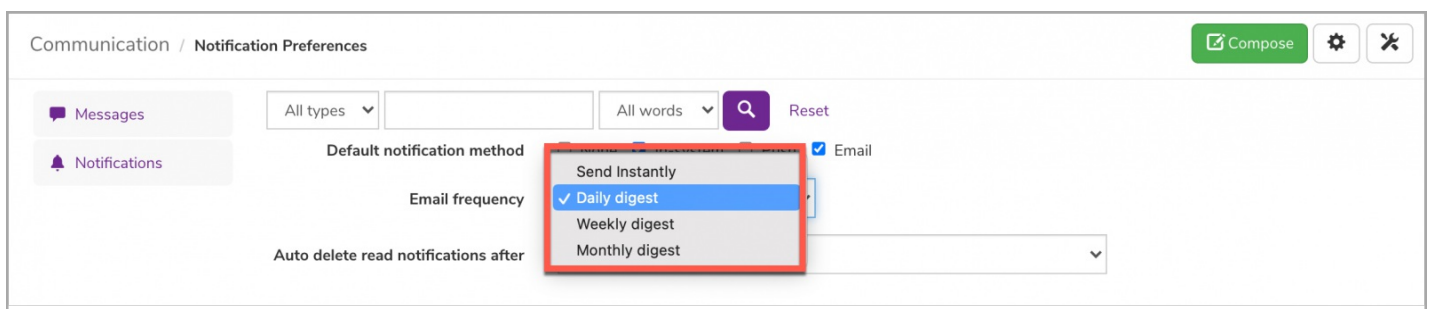 Communication / Notification Preferences
Compose
Messages
Notifications
All types
All words
Reset
Default notification method
Email
Email frequency
Send Instantly
Daily digest
Weekly digest
Monthly digest
Auto delete read notifications after